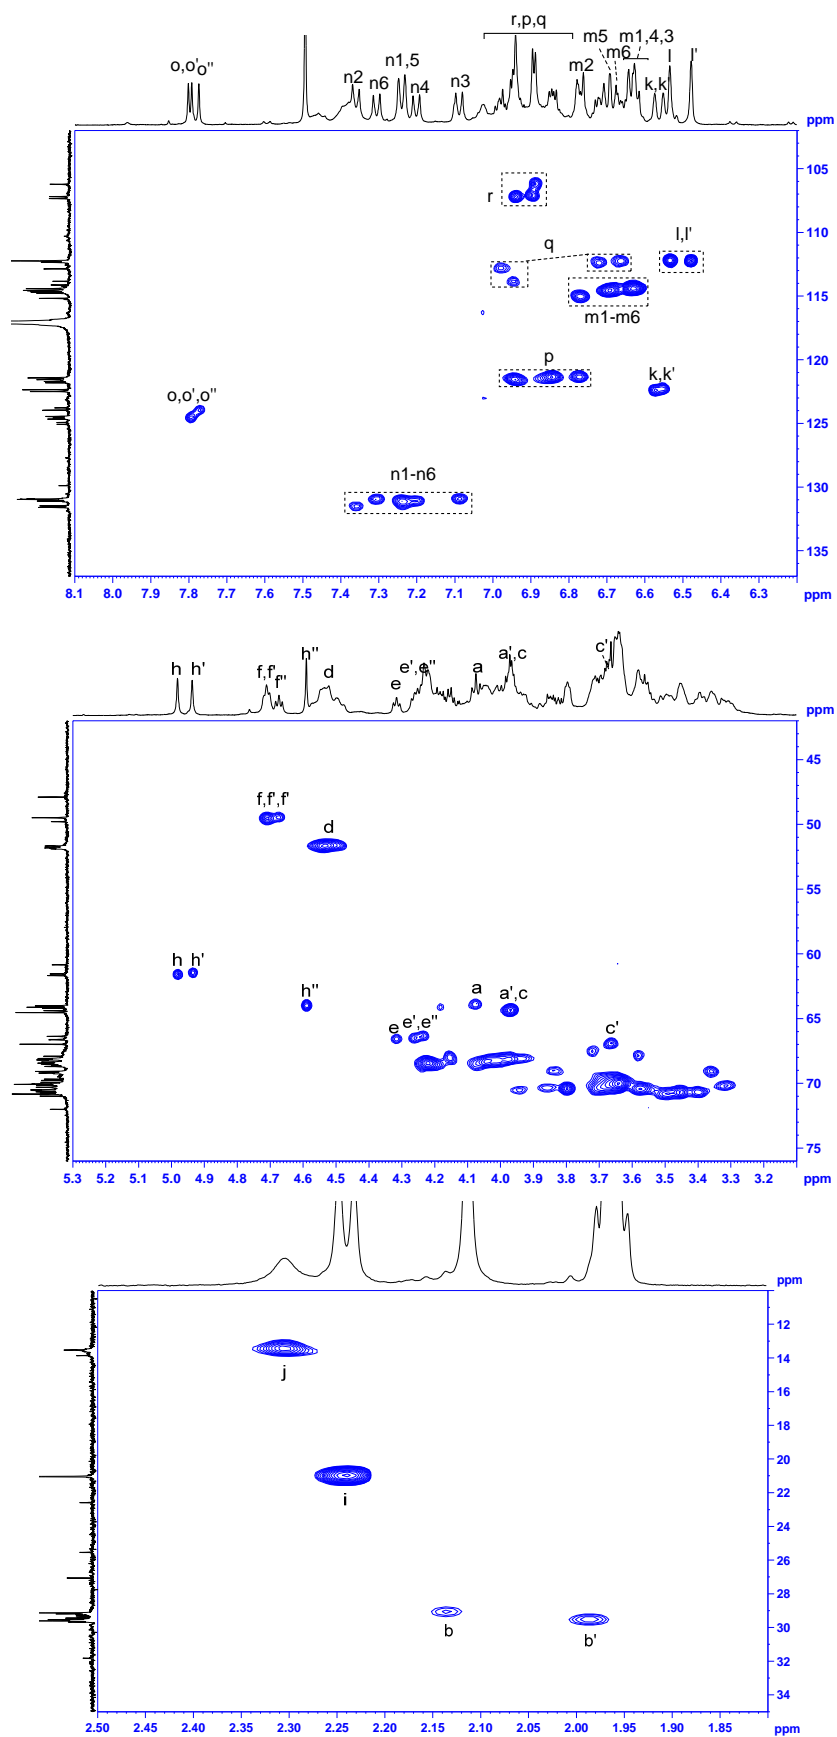 r,p,q
m5
m1,4,3
o,o'o''
n1,5
m6
l
l'
n2
n6
n4
n3
m2
k,k'
ppm
105
r
110
q
l,l'
115
m1-m6
p
k,k'
120
o,o',o''
125
n1-n6
130
135
8.1 8.0 7.9 7.8 7.7 7.6 7.5 7.4 7.3 7.2 7.1 7.0 6.9 6.8 6.7 6.6 6.5 6.4 6.3 ppm
h h' f,f' f'' h'' d e e', e'' a a',c c'
ppm
45
f,f',f'
50
d
55
h h'
60
h'' a a',c
65
e e',e'' c'
70
75
5.3 5.2 5.1 5.0 4.9 4.8 4.7 4.6 4.5 4.4 4.3 4.2 4.1 4.0 3.9 3.8 3.7 3.6 3.5 3.4 3.3 3.2 ppm
ppm
12
14
j
16
18
20
22
i
24
26
28
30
b b'
32
34
2.50 2.45 2.40 2.35 2.30 2.25 2.20 2.15 2.10 2.05 2.00 1.95 1.90 1.85 ppm